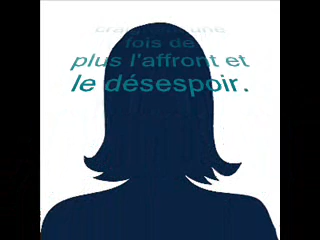 fois de
plus l'affront et
le désespoir.